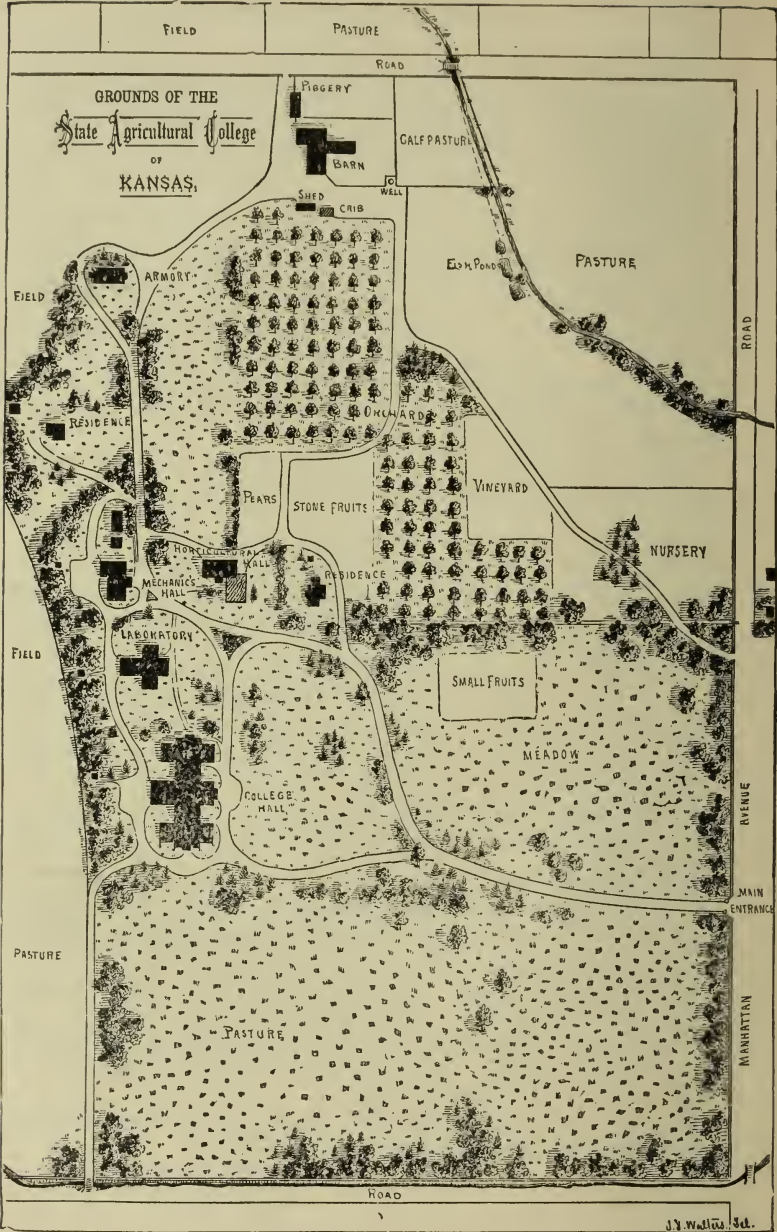 FIELD
PASTURE
ROAD
GROUNDS OF THE
State Agricultural College
OF
KANSAS,
PIGGERY
BARN
CALF PASTURE
WELL
SHED
CRIB
ARMORY
FIELD
PASTURE
ROAD
RESIDENCE
ORCHARD
PEARS
STONE FRUITS
VINEYARD
NURSERY
HORTICULTURAL
HALL
MECHANICS
HALL
RESIDENCE
LABORATORY
FIELD
SMALL FRUITS
MEADOW
COLLEGE
HALL
AVENUE
MAIN
ENTRANCE
PASTURE
PASTURE
MANHATTAN
ROAD